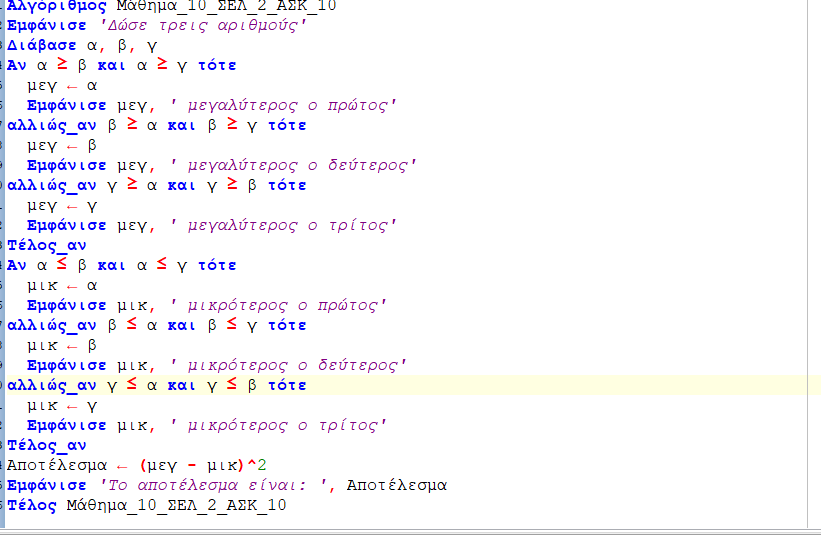 Αλγόριθμος Μάθημα_10_ΣΕΛ_2_ΑΣΚ_10
Εμφάνισε 'Δώσε τρεις αριθμούς'
Διάβασε α, β, γ
Αν α ≥ β και α ≥ γ τότε
μεγ ← α
Εμφάνισε μεγ, ' μεγαλύτερος ο πρώτος'
αλλιώς_αν β ≥ α και β ≥ γ τότε
μεγ ← β
Εμφάνισε μεγ, ' μεγαλύτερος ο δεύτερος'
αλλιώς_αν γ ≥ α και γ ≥ β τότε
μεγ ← γ
Εμφάνισε μεγ, ' μεγαλύτερος ο τρίτος'
Τέλος_αν
Αν α ≤ β και α ≤ γ τότε
μικ ← α
Εμφάνισε μικ, ' μικρότερος ο πρώτος'
αλλιώς_αν β ≤ α και β ≤ γ τότε
μικ ← β
Εμφάνισε μικ, ' μικρότερος ο δεύτερος'
αλλιώς_αν γ ≤ α και γ ≤ β τότε
μικ ← γ
Εμφάνισε μικ, ' μικρότερος ο τρίτος'
Τέλος_αν
Αποτέλεσμα ← (μεγ - μικ)^2
Εμφάνισε 'Το αποτέλεσμα είναι: ', Αποτέλεσμα
Τέλος Μάθημα_10_ΣΕΛ_2_ΑΣΚ_10